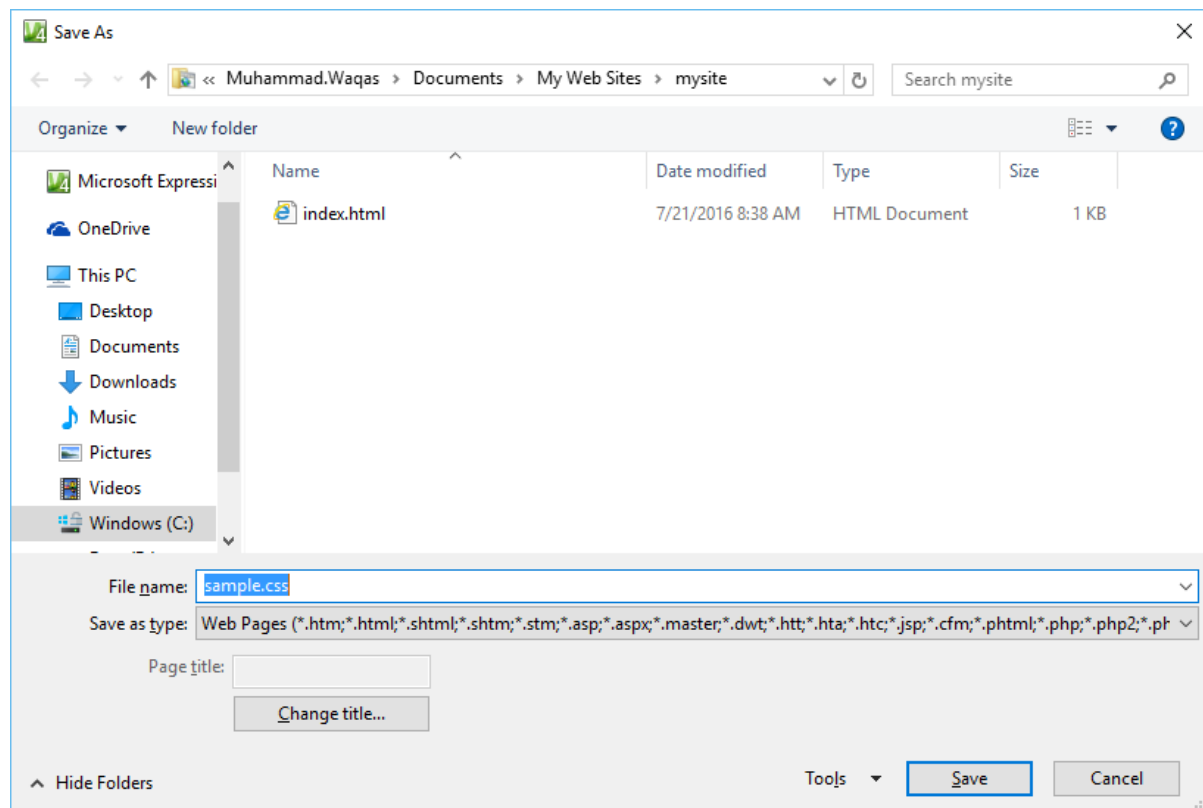 Save As
« Muhammad.Waqas > Documents > My Web Sites > mysite
Search mysite
Organize
New folder
Name Date modified Type Size
index.html 7/21/2016 8:38 AM HTML Document 1 KB
Microsoft Expressi
OneDrive
This PC
Desktop
Documents
Downloads
Music
Pictures
Videos
Windows (C:)
File name: sample.css
Save as type: Web Pages (*.htm;*.html;*.shtml;*.shtm;*.stm;*.asp;*.aspx;*.master;*.dwt;*.htt;*.hta;*.htc;*.jsp;*.cfm;*.phtml;*.php;*.php2;*.ph
Page title:
Change title...
Hide Folders
Tools
Save
Cancel